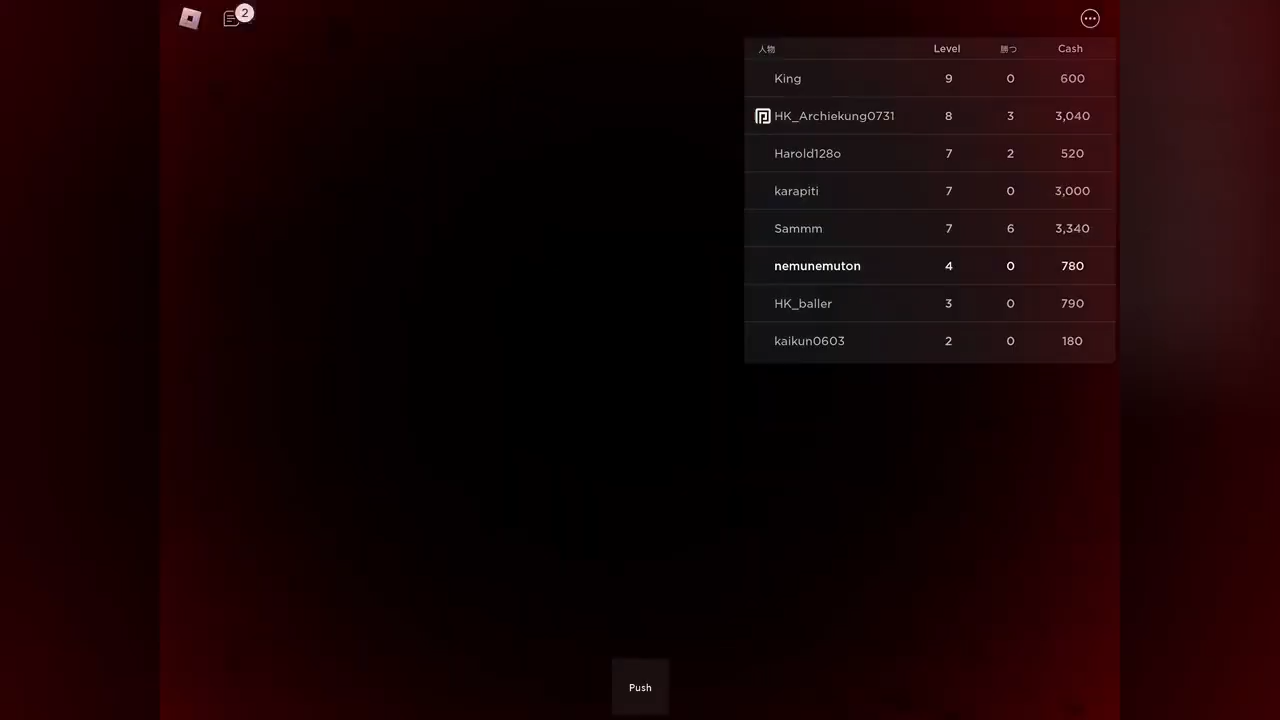 2
人物 Level 勝つ Cash
King 9 0 600
HK_Archiekung0731 8 3 3,040
Harold128o 7 2 520
karapiti 7 0 3,000
Sammm 7 6 3,340
nemunemuton 4 0 780
HK_baller 3 0 790
kaikun0603 2 0 180
Push